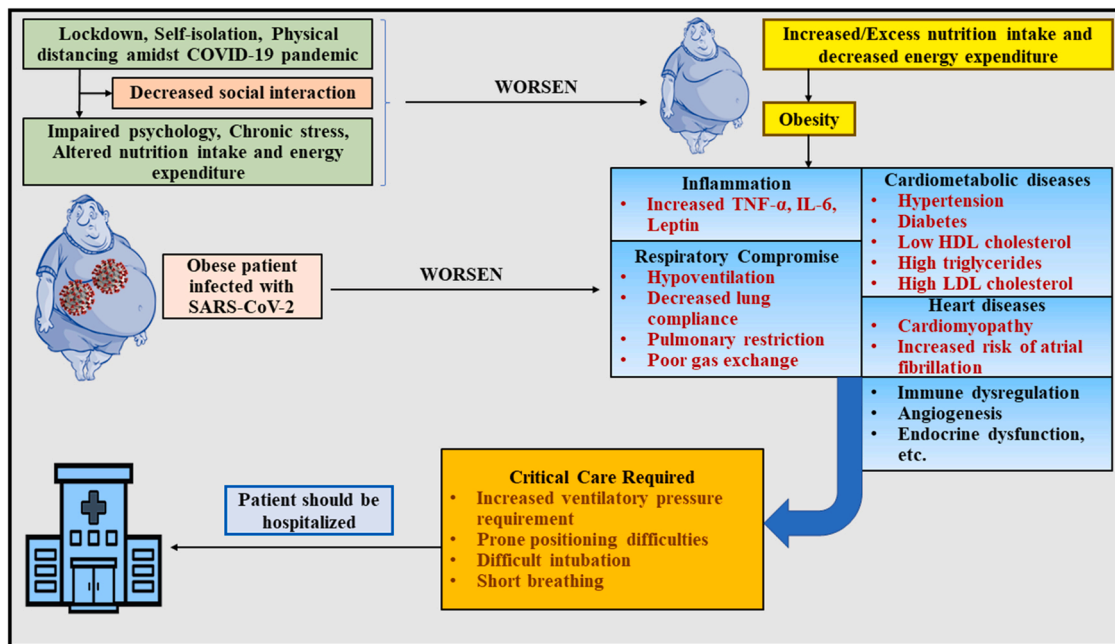 Lockdown, Self-isolation, Physical
distancing amidst COVID-19 pandemic
Decreased social interaction
Impaired psychology, Chronic stress,
Altered nutrition intake and energy
expenditure
WORSEN
Increased/Excess nutrition intake and
decreased energy expenditure
Obesity
Obese patient
infected with
SARS-CoV-2
WORSEN
Inflammation
• Increased TNF-α, IL-6,
Leptin
Respiratory Compromise
• Hypoventilation
• Decreased lung
compliance
• Pulmonary restriction
• Poor gas exchange
Cardiometabolic diseases
• Hypertension
• Diabetes
• Low HDL cholesterol
• High triglycerides
• High LDL cholesterol
Heart diseases
• Cardiomyopathy
• Increased risk of atrial
fibrillation
• Immune dysregulation
• Angiogenesis
• Endocrine dysfunction,
etc.
Critical Care Required
• Increased ventilatory pressure
requirement
• Prone positioning difficulties
• Difficult intubation
• Short breathing
Patient should be
hospitalized